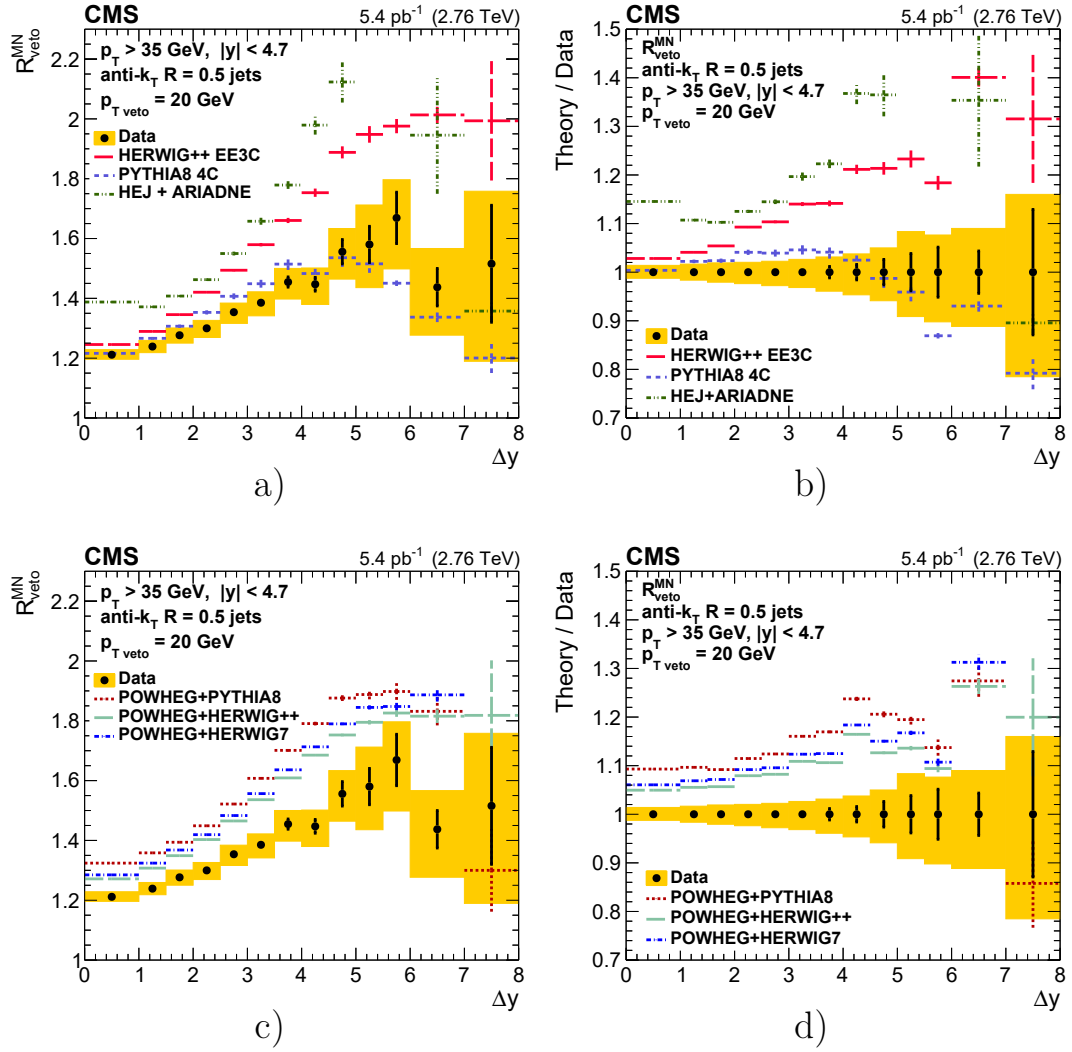 CMS 5.4 pb⁻¹ (2.76 TeV)
R^MN_veto
p_T > 35 GeV, |y| < 4.7
anti-k_T R = 0.5 jets
p_T veto = 20 GeV
Data
HERWIG++ EE3C
PYTHIA8 4C
HEJ + ARIADNE
2.2
2
1.8
1.6
1.4
1.2
1
0 1 2 3 4 5 6 7 8
Δy
a)
CMS 5.4 pb⁻¹ (2.76 TeV)
Theory / Data
R^MN_veto
anti-k_T R = 0.5 jets
p_T > 35 GeV, |y| < 4.7
p_T veto = 20 GeV
Data
HERWIG++ EE3C
PYTHIA8 4C
HEJ+ARIADNE
1.5
1.4
1.3
1.2
1.1
1
0.9
0.8
0.7
0 1 2 3 4 5 6 7 8
Δy
b)
CMS 5.4 pb⁻¹ (2.76 TeV)
R^MN_veto
p_T > 35 GeV, |y| < 4.7
anti-k_T R = 0.5 jets
p_T veto = 20 GeV
Data
POWHEG+PYTHIA8
POWHEG+HERWIG++
POWHEG+HERWIG7
2.2
2
1.8
1.6
1.4
1.2
1
0 1 2 3 4 5 6 7 8
Δy
c)
CMS 5.4 pb⁻¹ (2.76 TeV)
Theory / Data
R^MN_veto
anti-k_T R = 0.5 jets
p_T > 35 GeV, |y| < 4.7
p_T veto = 20 GeV
Data
POWHEG+PYTHIA8
POWHEG+HERWIG++
POWHEG+HERWIG7
1.5
1.4
1.3
1.2
1.1
1
0.9
0.8
0.7
0 1 2 3 4 5 6 7 8
Δy
d)